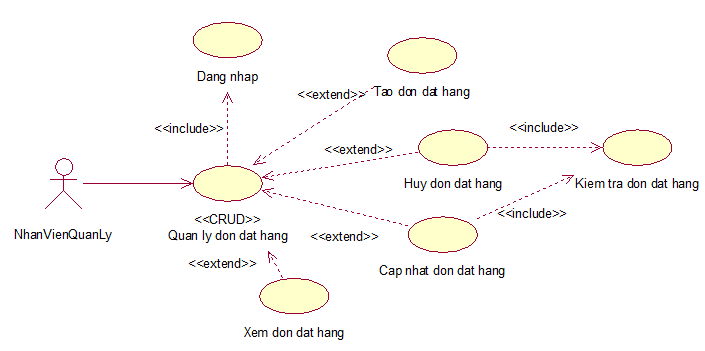 Dang nhap
<<extend>>
Tao don dat hang
<<include>>
<<extend>>
<<include>>
Huy don dat hang
Kiem tra don dat hang
NhanVienQuanLy
<<CRUD>>
Quan ly don dat hang
<<extend>>
<<include>>
<<extend>>
Cap nhat don dat hang
Xem don dat hang